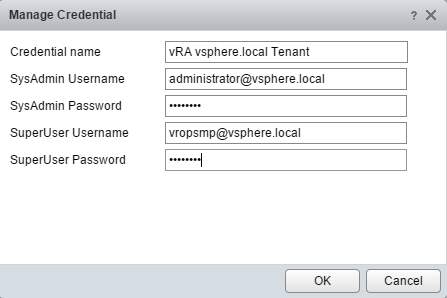 Manage Credential ?
Credential name vRA vsphere.local Tenant
SysAdmin Username administrator@vsphere.local
SysAdmin Password ••••••••
SuperUser Username vropsmp@vsphere.local
SuperUser Password ••••••••
OK Cancel